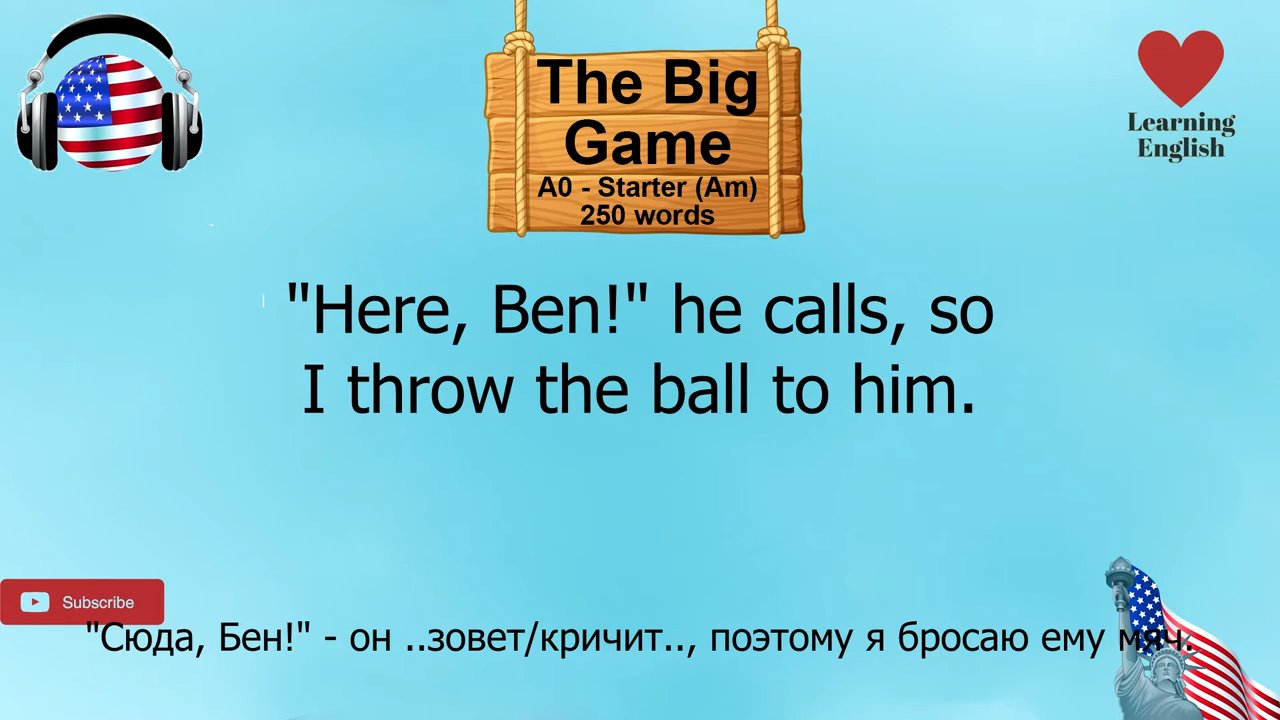 The Big
Game
A0 - Starter (Am)
250 words
Learning
English
"Here, Ben!" he calls, so
I throw the ball to him.
Subscribe
"Сюда, Бен!" - он ..зовет/кричит.., поэтому я бросаю ему мяч.